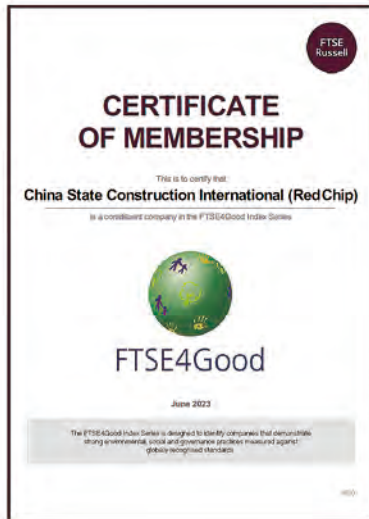 FTSE
Russell
CERTIFICATE
OF MEMBERSHIP
This is to certify that
China State Construction International (Red Chip)
is a constituent company in the FTSE4Good Index Series
FTSE4Good
June 2023
The FTSE4Good Index Series is designed to identify companies that demonstrate
strong environmental, social and governance practices measured against
globally recognised standards.